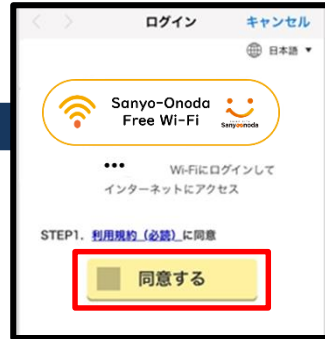 ログイン
キャンセル
日本語 ▼
Sanyo-Onoda
Free Wi-Fi
Sanyoonoda
••• Wi-Fiにログインして
インターネットにアクセス
STEP1. 利用規約（必読）に同意
同意する